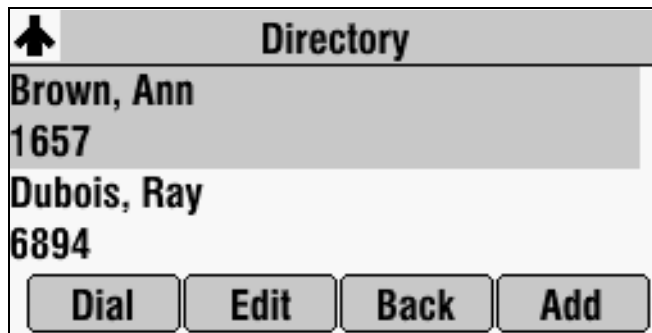 Directory
Brown, Ann
1657
Dubois, Ray
6894
Dial Edit Back Add